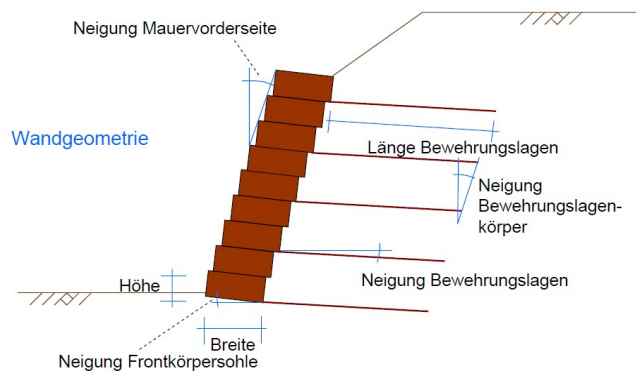 Neigung Mauervorderseite
Wandgeometrie
Länge Bewehrungslagen
Neigung
Bewehrungslagen-
körper
Neigung Bewehrungslagen
Höhe
Breite
Neigung Frontkörpersohle